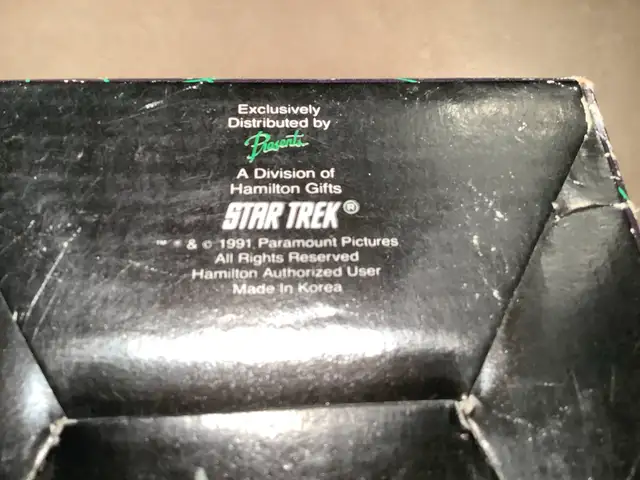 Exclusively
Distributed by
Presents
A Division of
Hamilton Gifts
STAR TREK®
™ ® & © 1991 Paramount Pictures
All Rights Reserved
Hamilton Authorized User
Made In Korea